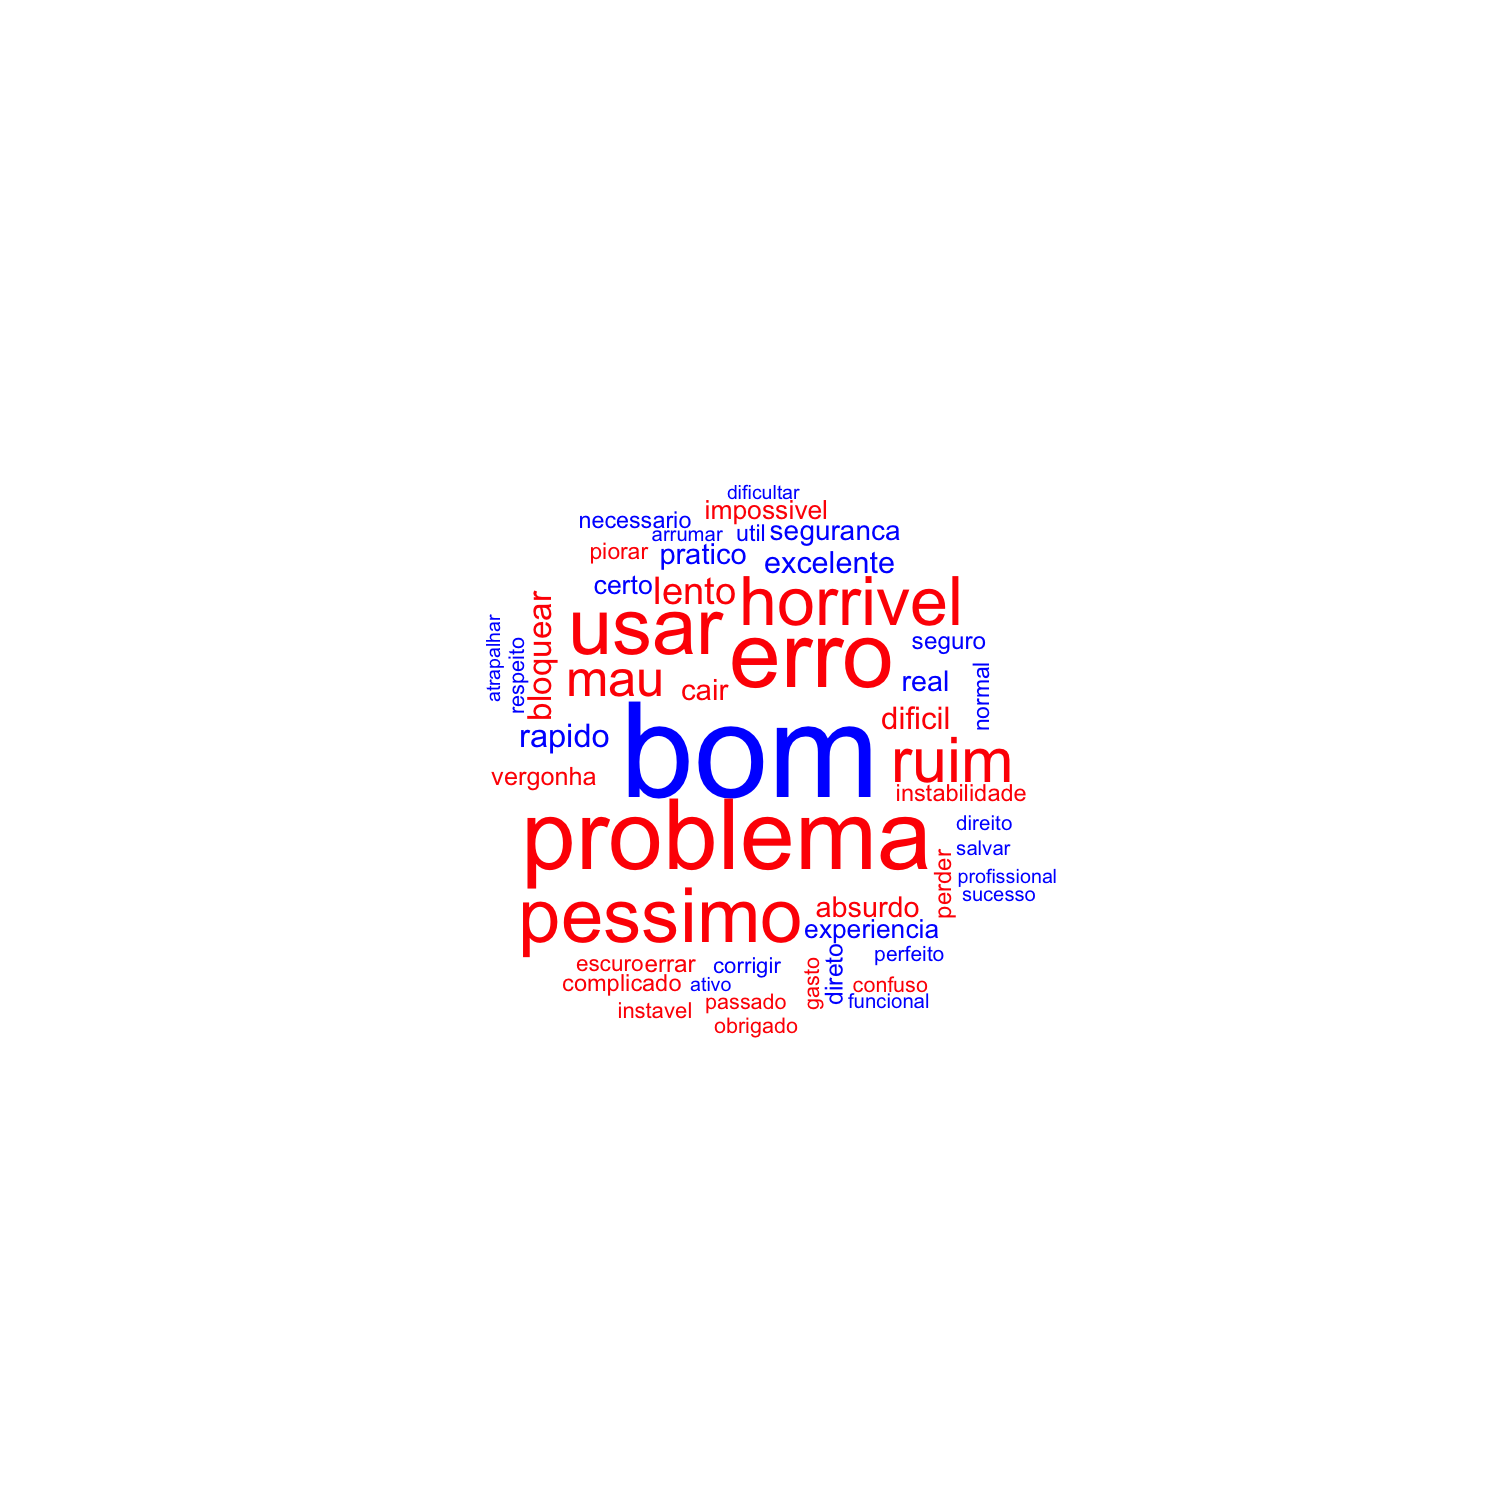 dificultar
impossivel
necessario
arrumar
util
seguranca
piorar
pratico
excelente
certo
lento
horrivel
usar
erro
bloquear
atrapalhar
respeito
seguro
mau
cair
real
normal
dificil
bom
rapido
ruim
vergonha
instabilidade
problema
direito
salvar
perder
profissional
sucesso
pessimo
absurdo
experiencia
perfeito
escuro
errar
corrigir
complicado
ativo
gasto
direto
confuso
instavel
passado
funcional
obrigado